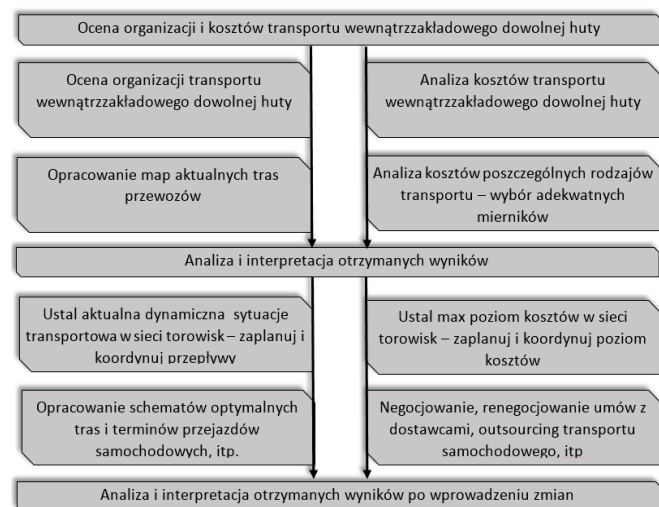 Ocena organizacji i kosztów transportu wewnątrzzakładowego dowolnej huty
Ocena organizacji transportu
wewnątrzzakładowego dowolnej huty
Analiza kosztów transportu
wewnątrzzakładowego dowolnej huty
Opracowanie map aktualnych tras
przewozów
Analiza kosztów poszczególnych rodzajów
transportu – wybór adekwatnych
mierników
Analiza i interpretacja otrzymanych wyników
Ustal aktualna dynamiczna sytuacje
transportowa w sieci torowisk – zaplanuj i
koordynuj przepływy
Ustal max poziom kosztów w sieci
torowisk – zaplanuj i koordynuj poziom
kosztów
Opracowanie schematów optymalnych
tras i terminów przejazdów
samochodowych, itp.
Negocjowanie, renegocjowanie umów z
dostawcami, outsourcing transportu
samochodowego, itp
Analiza i interpretacja otrzymanych wyników po wprowadzeniu zmian